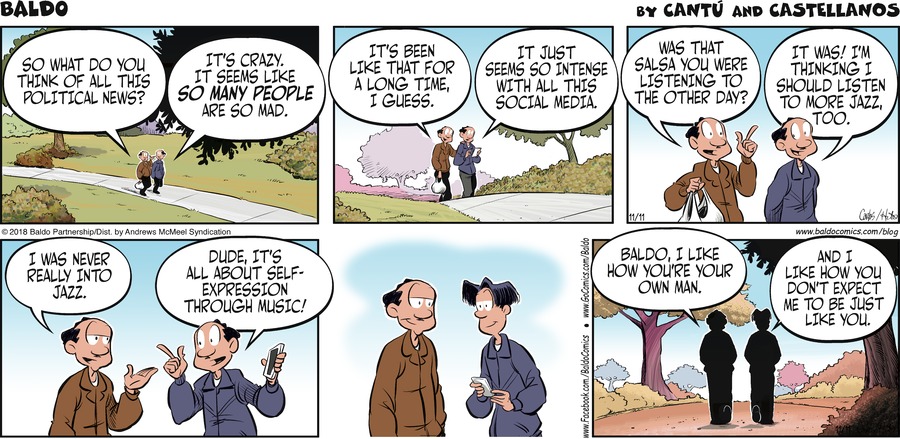 BALDO
BY CANTÚ AND CASTELLANOS
SO WHAT DO YOU
THINK OF ALL THIS
POLITICAL NEWS?
IT'S CRAZY.
IT SEEMS LIKE
SO MANY PEOPLE
ARE SO MAD.
IT'S BEEN
LIKE THAT FOR
A LONG TIME,
I GUESS.
IT JUST
SEEMS SO INTENSE
WITH ALL THIS
SOCIAL MEDIA.
WAS THAT
SALSA YOU WERE
LISTENING TO
THE OTHER DAY?
IT WAS! I'M
THINKING I
SHOULD LISTEN
TO MORE JAZZ,
TOO.
11/11
© 2018 Baldo Partnership/Dist. by Andrews McMeel Syndication
www.baldocomics.com/blog
I WAS NEVER
REALLY INTO
JAZZ.
DUDE, IT'S
ALL ABOUT SELF-
EXPRESSION
THROUGH MUSIC!
www.Facebook.com/BaldoComics • www.GoComics.com/Baldo
BALDO, I LIKE
HOW YOU'RE YOUR
OWN MAN.
AND I
LIKE HOW YOU
DON'T EXPECT
ME TO BE JUST
LIKE YOU.